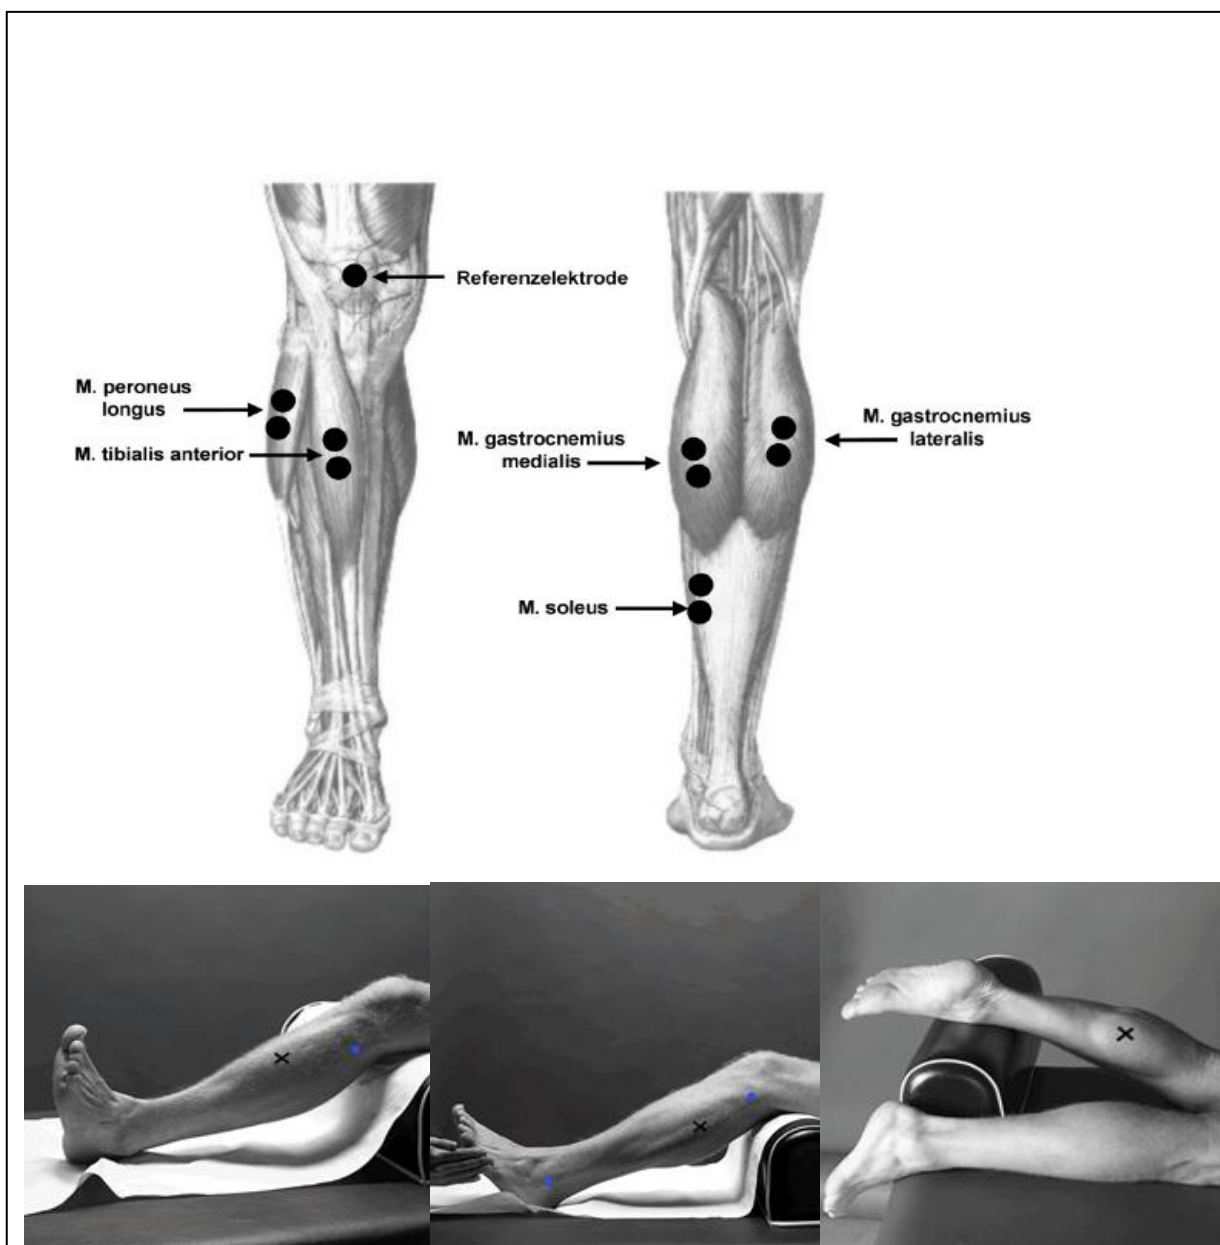 Referenzelektrode
M. peroneus
longus
M. tibialis anterior
M. gastrocnemius
medialis
M. gastrocnemius
lateralis
M. soleus